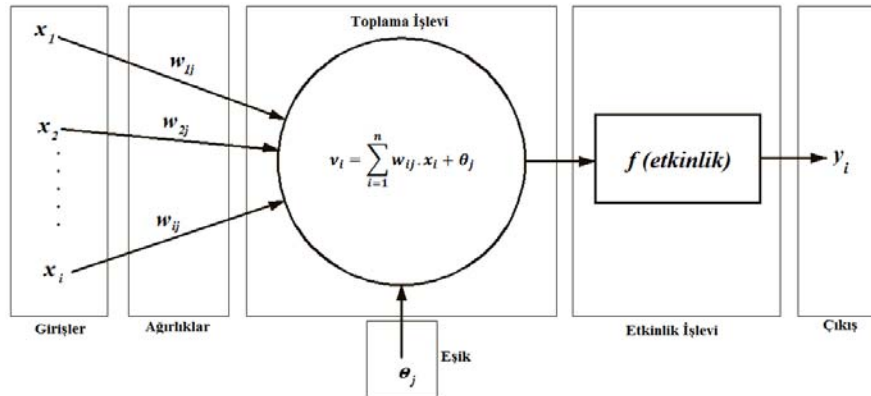 Toplama İşlevi
x1
w1j
x2
w2j
wij
xi
vi = ∑ i=1 n wij . xi + θj
f (etkinlik)
yi
Girişler
Ağırlıklar
Etkinlik İşlevi
Çıkış
Eşik
θj